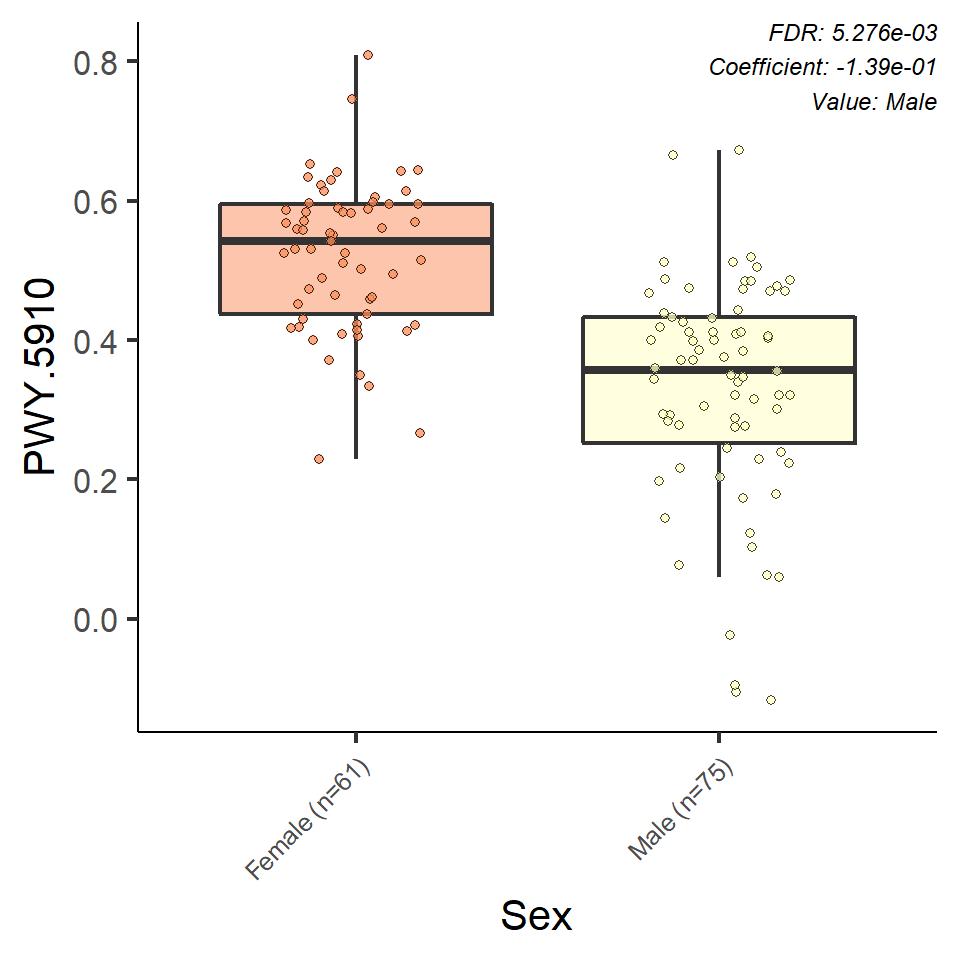 FDR: 5.276e-03
Coefficient: -1.39e-01
Value: Male
0.8
0.6
0.4
0.2
0.0
PWY.5910
Female (n=61)
Male (n=75)
Sex